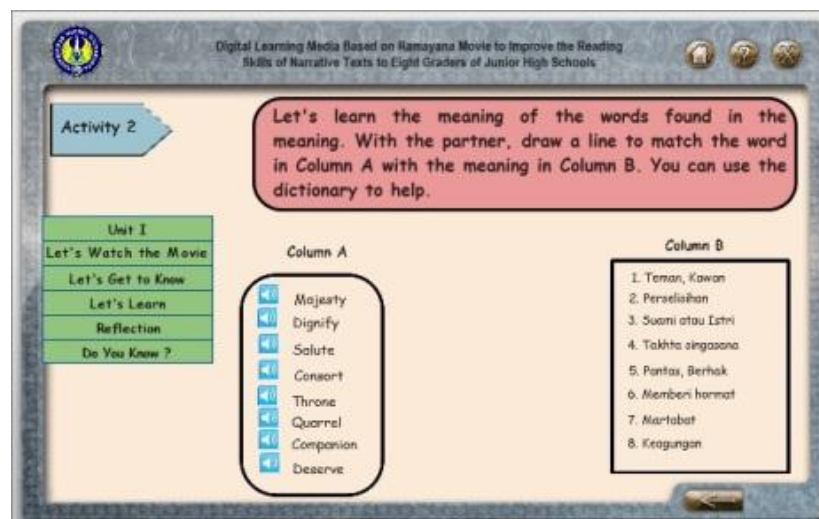 Digital Learning Media Based on Ramayana Movie to Improve the Reading
Skills of Narrative Texts to Eight Graders of Junior High Schools
Activity 2
Let's learn the meaning of the words found in the
meaning. With the partner, draw a line to match the word
in Column A with the meaning in Column B. You can use the
dictionary to help.
Unit I
Let's Watch the Movie
Let's Get to Know
Let's Learn
Reflection
Do You Know ?
Column A
Majesty
Dignify
Salute
Consort
Throne
Quarrel
Companion
Deserve
Column B
1. Teman, Kawan
2. Perselisihan
3. Suami atau Istri
4. Takhta singasana
5. Pantas, Berhak
6. Memberi hormat
7. Martabat
8. Keagungan